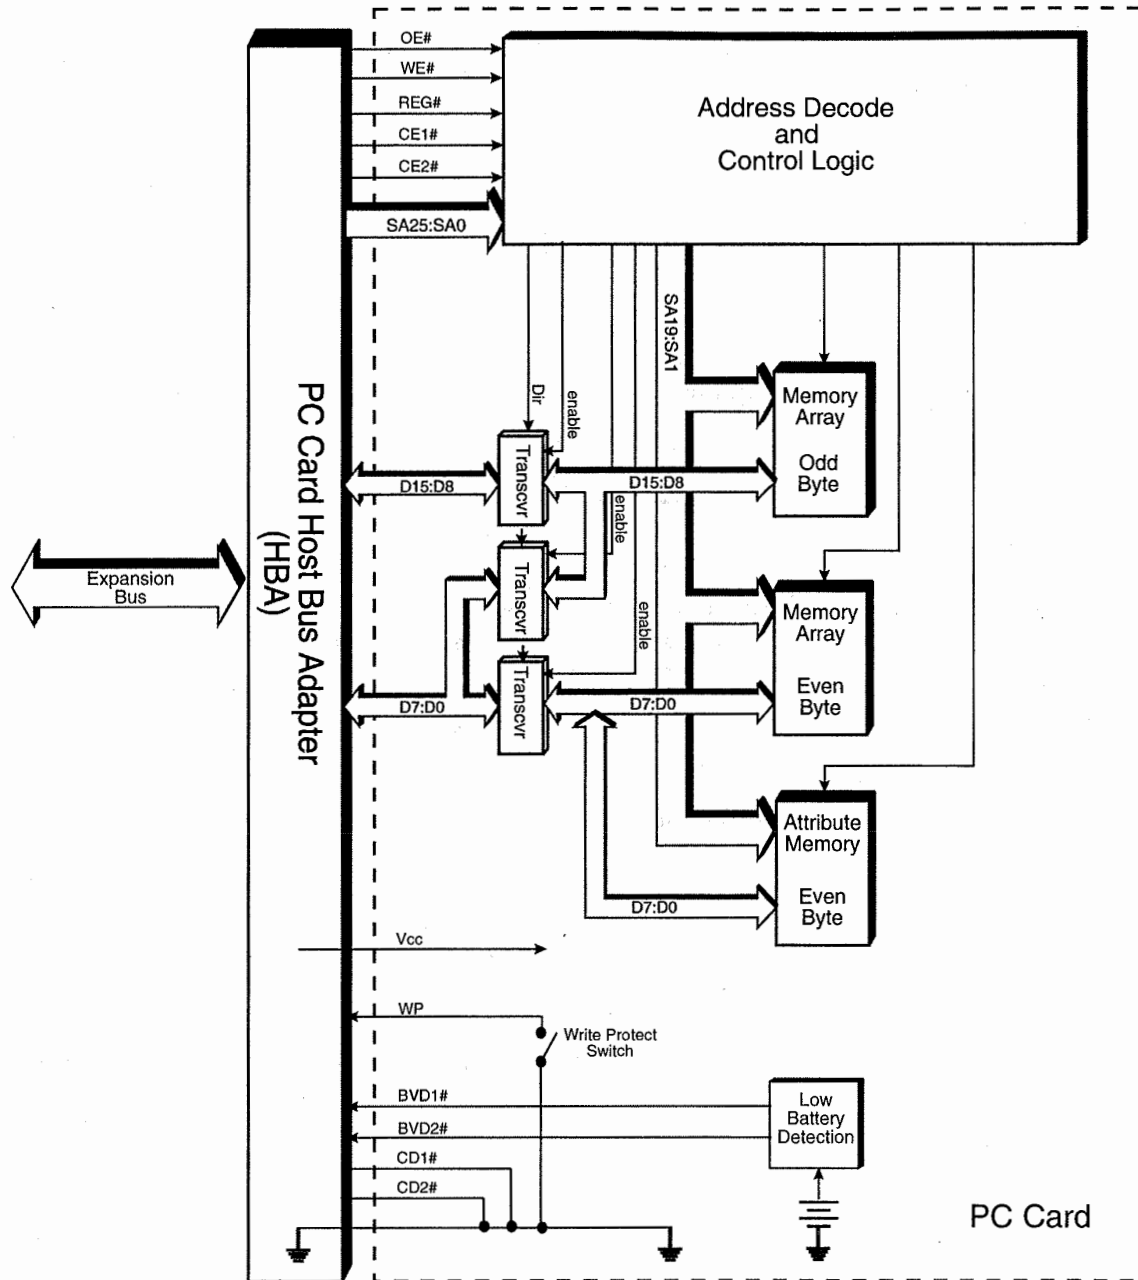 OE#
WE#
REG#
CE1#
CE2#
SA25:SA0
Address Decode
and
Control Logic
SA19:SA1
Dir
enable
enable
enable
Memory
Array
Odd
Byte
Transcvr
D15:D8
D15:D8
PC Card Host Bus Adapter
(HBA)
Expansion
Bus
Transcvr
Memory
Array
Even
Byte
Transcvr
D7:D0
D7:D0
Attribute
Memory
Even
Byte
D7:D0
Vcc
WP
Write Protect
Switch
BVD1#
BVD2#
CD1#
CD2#
Low
Battery
Detection
PC Card